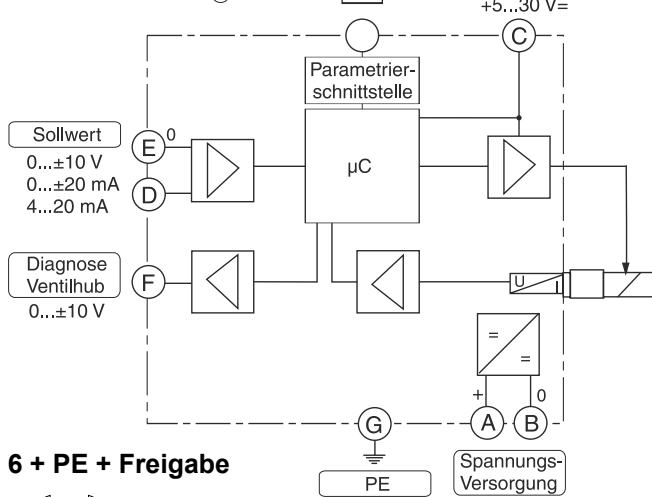 +5...30 V=
C
Parametrier-
schnittstelle
Sollwert
E
0
0...±10 V
0...±20 mA
4...20 mA
D
µC
Diagnose
Ventilhub
F
0...±10 V
U
I
=
=
+
0
G
A
B
6 + PE + Freigabe
PE
Spannungs-
Versorgung